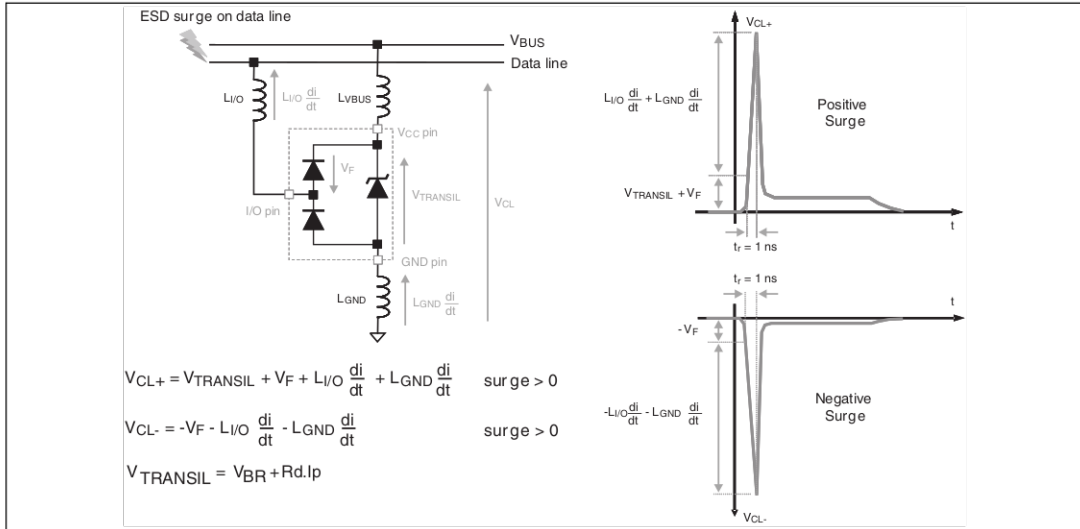 ESD surge on data line
VBUS
Data line
LI/O
LI/O di/dt
LVBUS
VCC pin
VF
VTRANSIL
VCL
I/O pin
GND pin
LGND
LGND di/dt
VCL+ = VTRANSIL + VF + LI/O di/dt + LGND di/dt surge > 0
VCL- = -VF - LI/O di/dt - LGND di/dt surge > 0
VTRANSIL = VBR + Rd.Ip
VCL+
LI/O di/dt + LGND di/dt
Positive
Surge
VTRANSIL + VF
t
tr = 1 ns
tr = 1 ns
t
-VF
-LI/O di/dt - LGND di/dt
Negative
Surge
VCL-